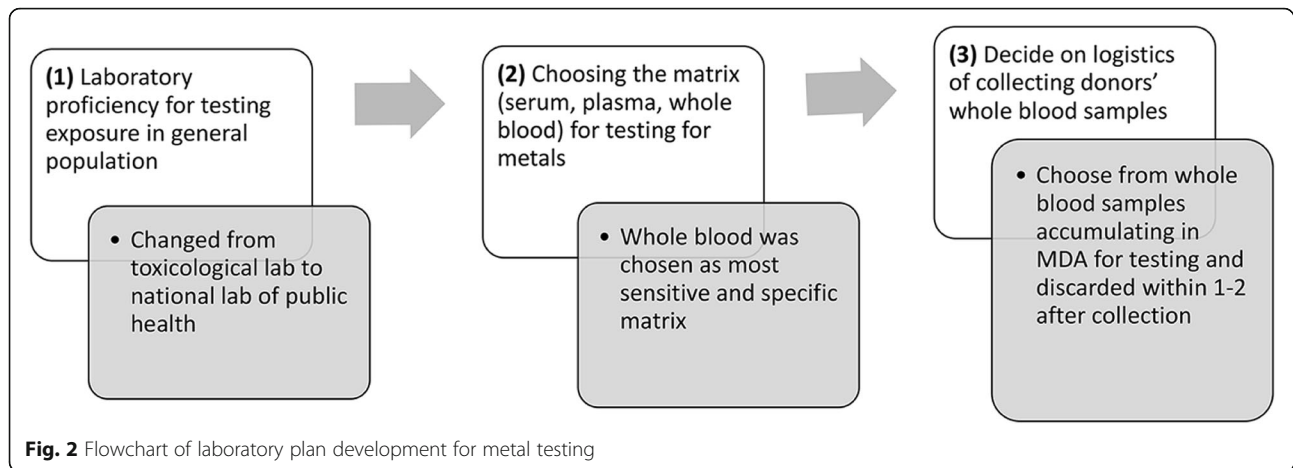 (1) Laboratory
proficiency for testing
exposure in general
population
• Changed from
toxicological lab to
national lab of public
health
(2) Choosing the matrix
(serum, plasma, whole
blood) for testing for
metals
• Whole blood was
chosen as most
sensitive and specific
matrix
(3) Decide on logistics
of collecting donors’
whole blood samples
• Choose from whole
blood samples
accumulating in
MDA for testing and
discarded within 1-2
after collection
Fig. 2 Flowchart of laboratory plan development for metal testing